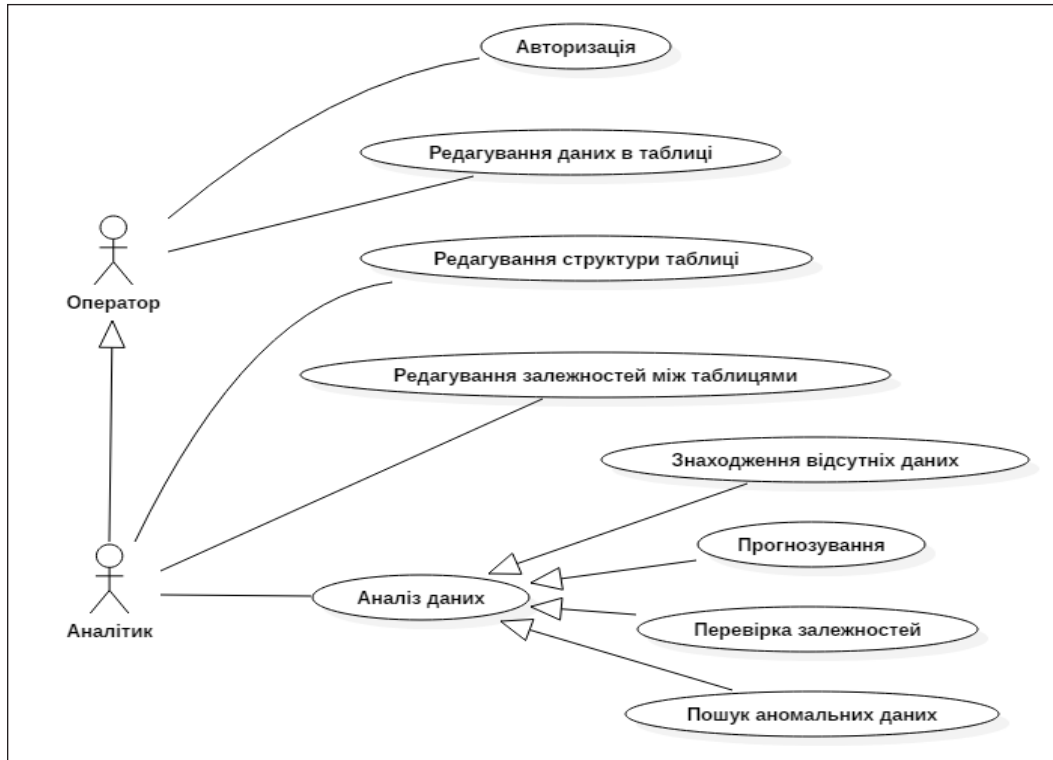 Авторизація
Редагування даних в таблиці
Оператор
Редагування структури таблиці
Редагування залежностей між таблицями
Знаходження відсутніх даних
Прогнозування
Аналіз даних
Аналітик
Перевірка залежностей
Пошук аномальних даних